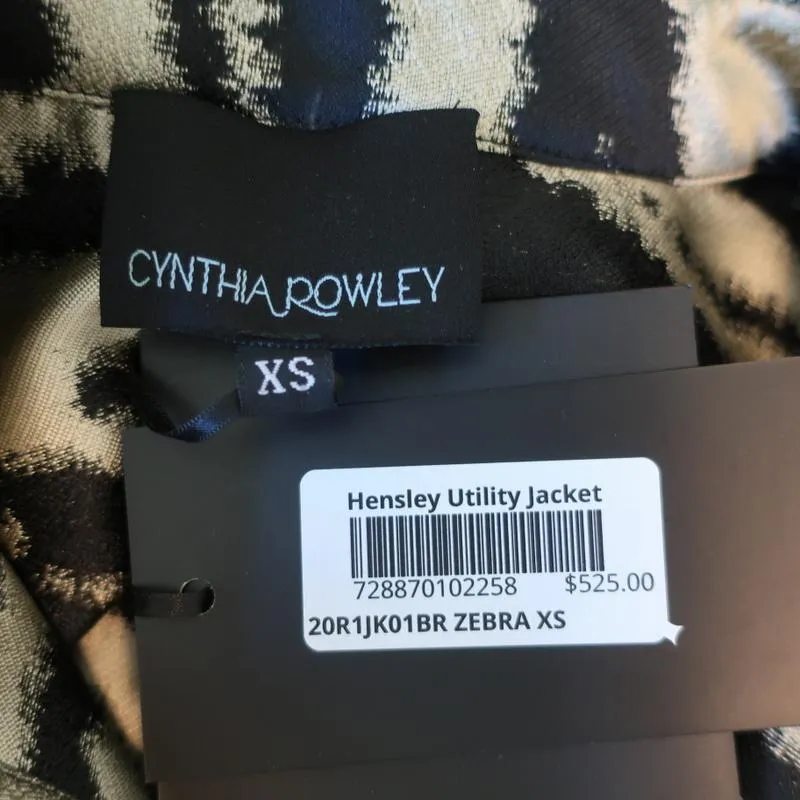 CYNTHIA ROWLEY
XS
Hensley Utility Jacket
728870102258 $525.00
20R1JK01BR ZEBRA XS